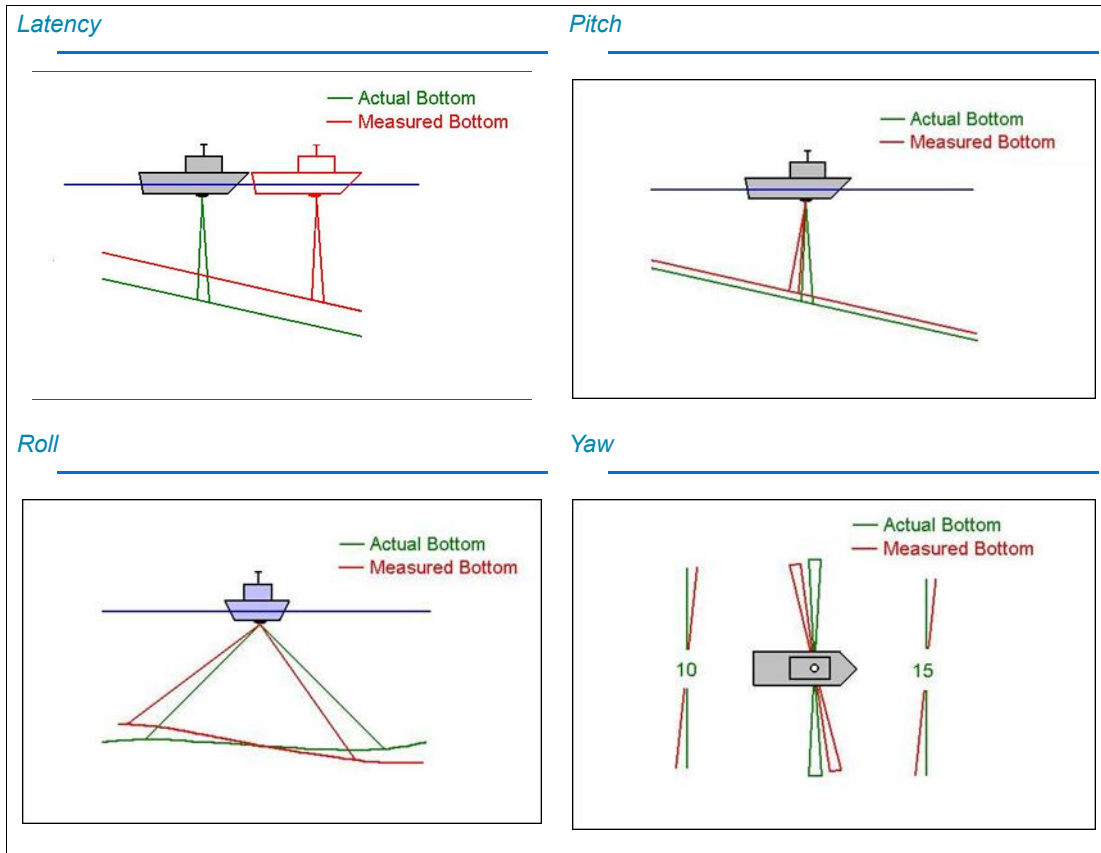 Latency
Actual Bottom
Measured Bottom
Pitch
Actual Bottom
Measured Bottom
Roll
Actual Bottom
Measured Bottom
Yaw
Actual Bottom
Measured Bottom
10
15